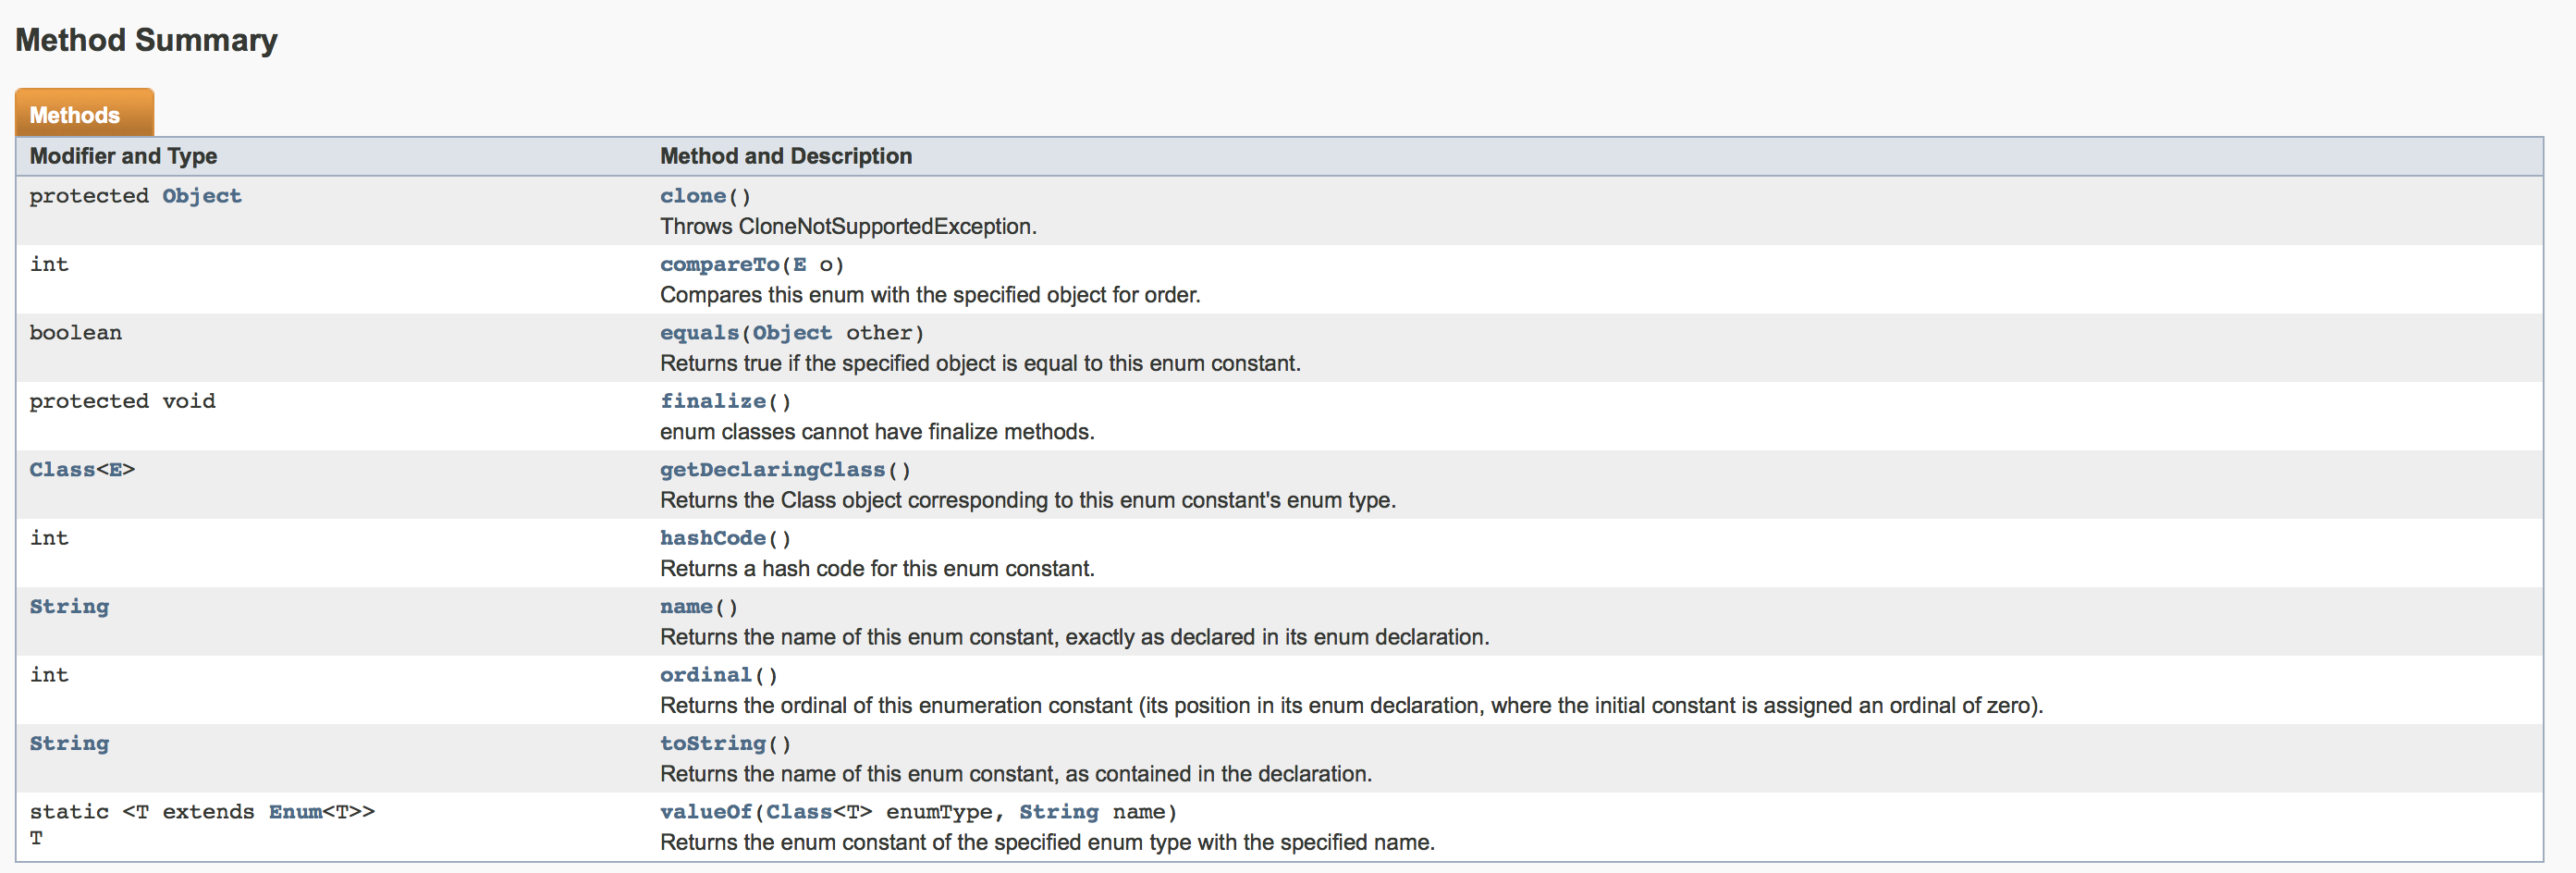 Method Summary
Methods
Modifier and Type	Method and Description
protected Object	clone()
Throws CloneNotSupportedException.
int	compareTo(E o)
Compares this enum with the specified object for order.
boolean	equals(Object other)
Returns true if the specified object is equal to this enum constant.
protected void	finalize()
enum classes cannot have finalize methods.
Class<E>	getDeclaringClass()
Returns the Class object corresponding to this enum constant's enum type.
int	hashCode()
Returns a hash code for this enum constant.
String	name()
Returns the name of this enum constant, exactly as declared in its enum declaration.
int	ordinal()
Returns the ordinal of this enumeration constant (its position in its enum declaration, where the initial constant is assigned an ordinal of zero).
String	toString()
Returns the name of this enum constant, as contained in the declaration.
static <T extends Enum<T>>	valueOf(Class<T> enumType, String name)
T	Returns the enum constant of the specified enum type with the specified name.